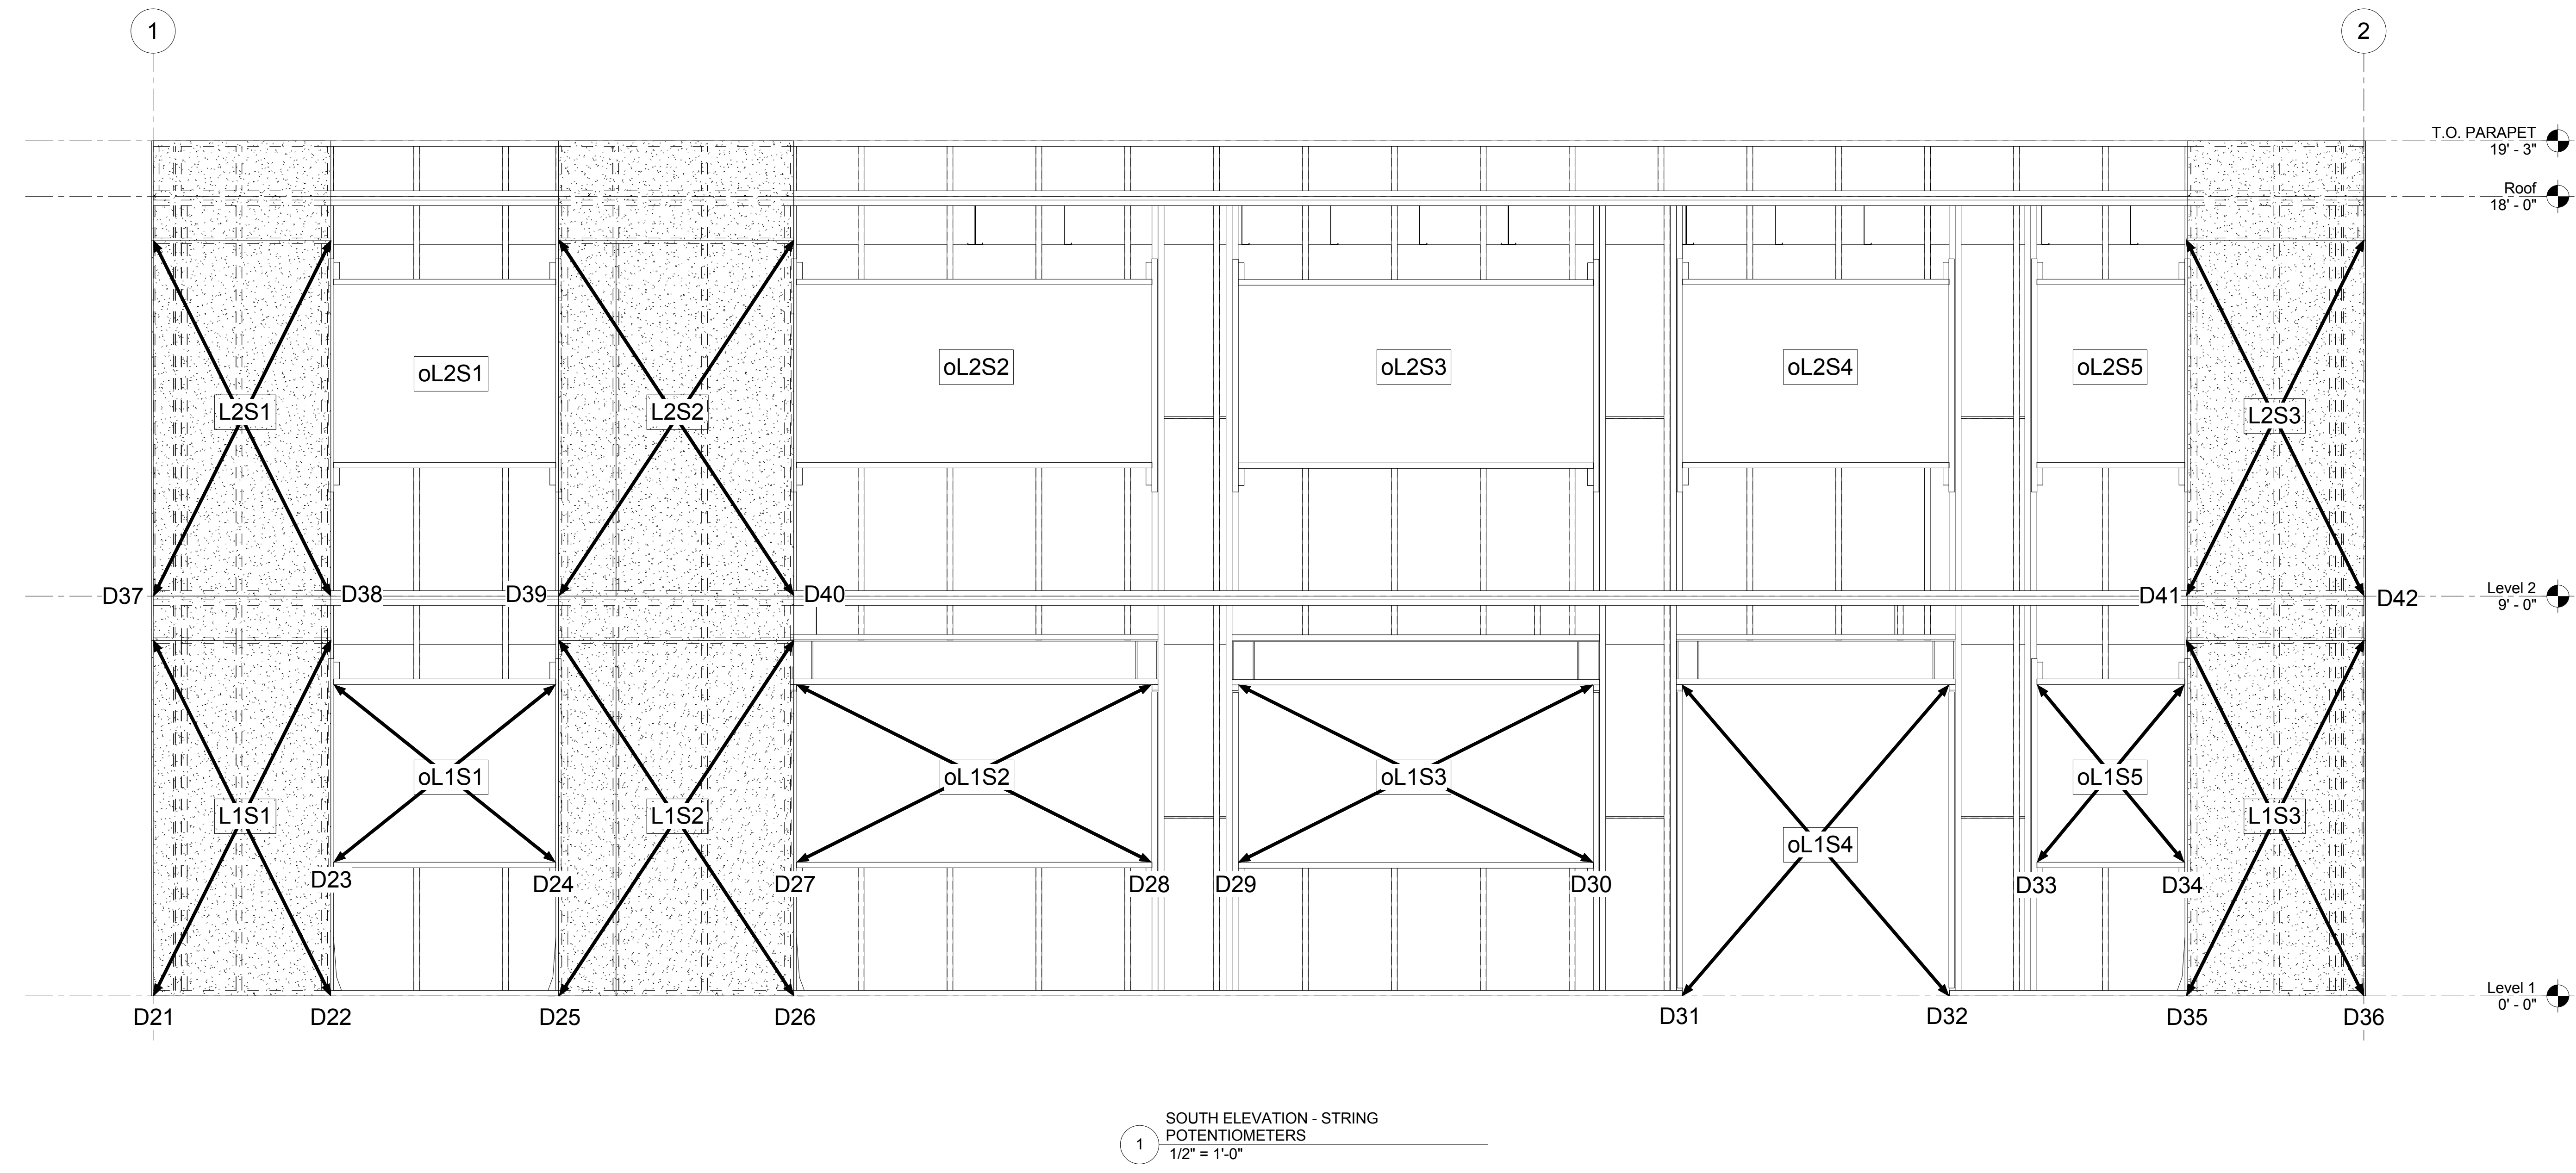 1
2
T.O. PARAPET
19' - 3"
Roof
18' - 0"
oL2S1
oL2S2
oL2S3
oL2S4
oL2S5
L2S1
L2S2
L2S3
D37
D38
D39
D40
D41
D42
Level 2
9' - 0"
oL1S1
oL1S2
oL1S3
oL1S5
L1S1
L1S2
L1S3
oL1S4
D23
D24
D27
D28
D29
D30
D33
D34
Level 1
0' - 0"
D21
D22
D25
D26
D31
D32
D35
D36
1
SOUTH ELEVATION - STRING
POTENTIOMETERS
1/2" = 1'-0"